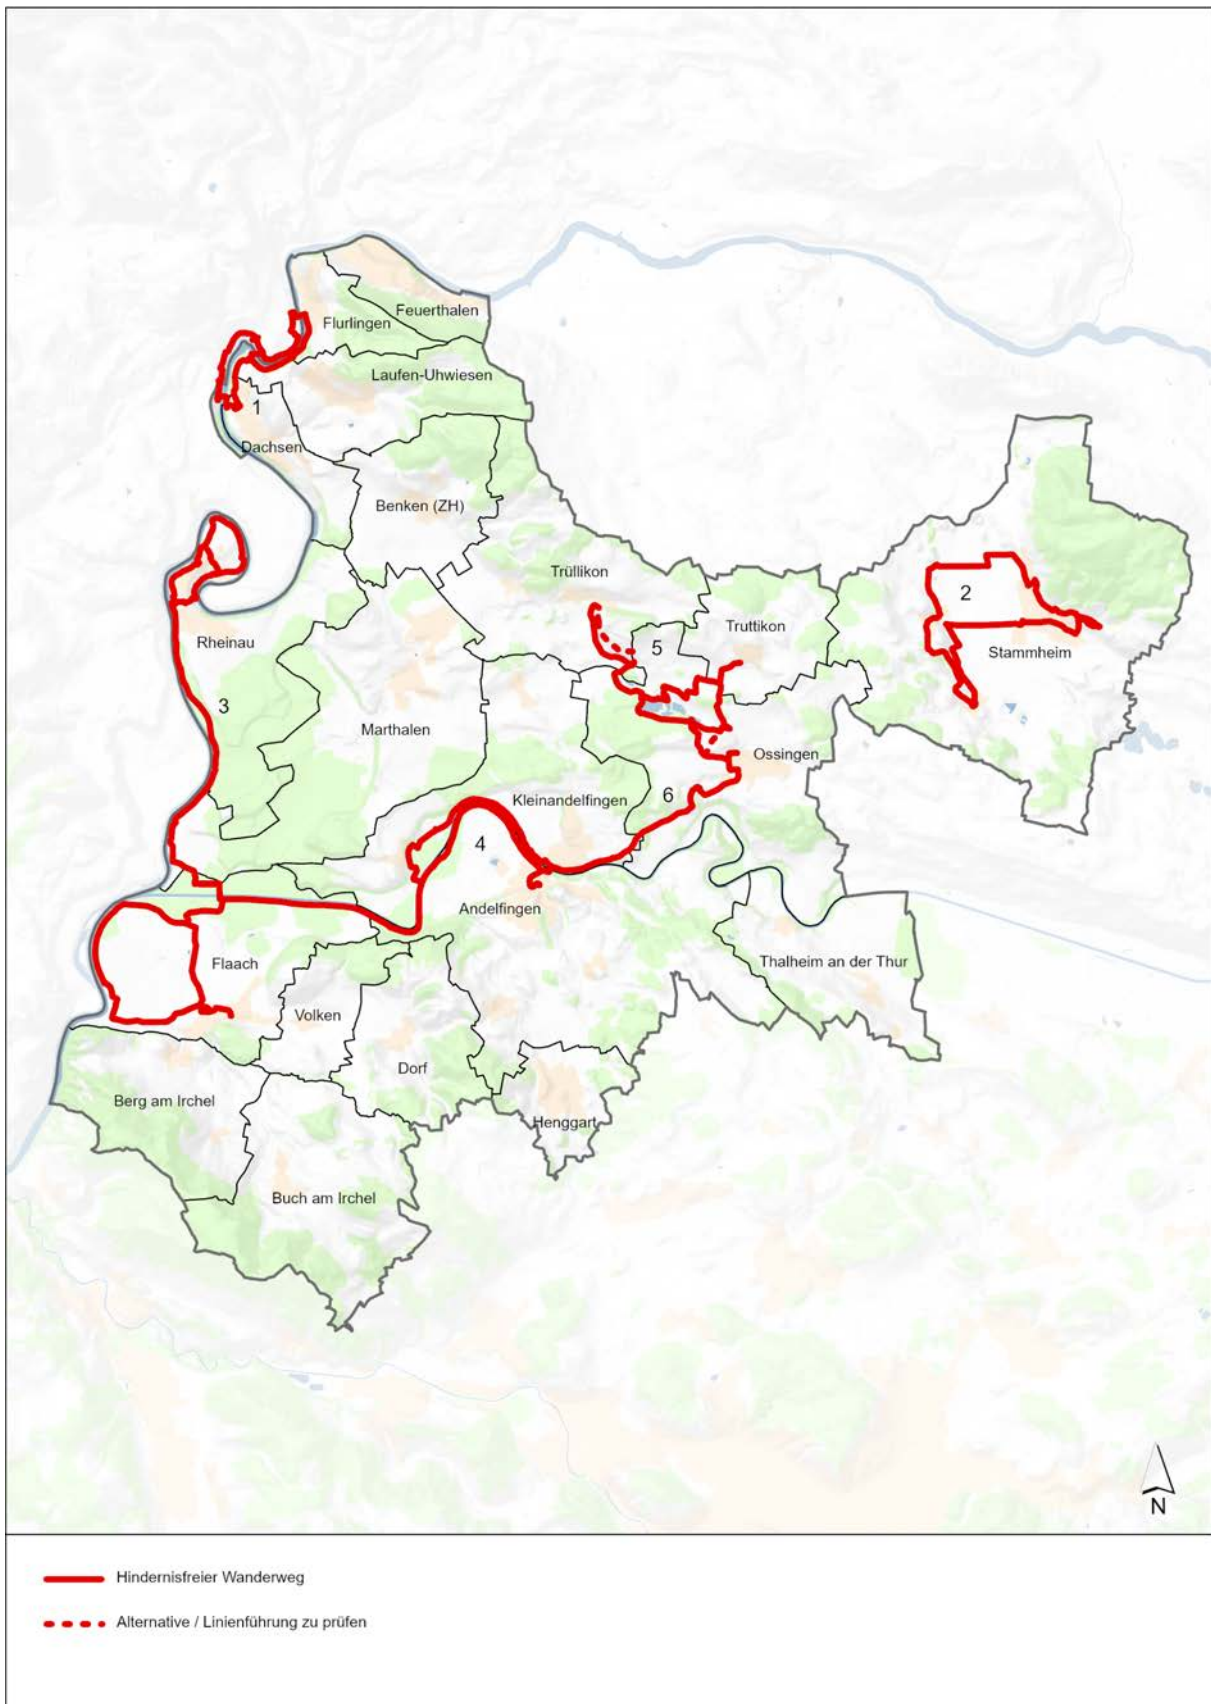 Feuerthalen
Flurlingen
Laufen-Uhwiesen
1
Dachsen
Benken (ZH)
Trüllikon
2
Truttikon
Rheinau
5
Stammheim
3
Marthalen
Ossingen
6
Kleinandelfingen
4
Andelfingen
Flaach
Thalheim an der Thur
Volken
Dorf
Berg am Irchel
Henggart
Buch am Irchel
N
Hindernisfreier Wanderweg
Alternative / Linienführung zu prüfen